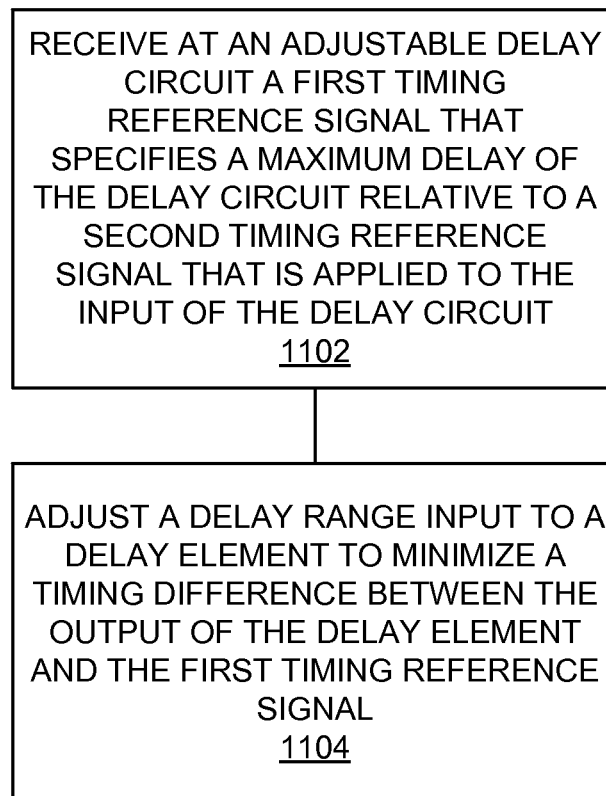 RECEIVE AT AN ADJUSTABLE DELAY
CIRCUIT A FIRST TIMING
REFERENCE SIGNAL THAT
SPECIFIES A MAXIMUM DELAY OF
THE DELAY CIRCUIT RELATIVE TO A
SECOND TIMING REFERENCE
SIGNAL THAT IS APPLIED TO THE
INPUT OF THE DELAY CIRCUIT
1102
ADJUST A DELAY RANGE INPUT TO A
DELAY ELEMENT TO MINIMIZE A
TIMING DIFFERENCE BETWEEN THE
OUTPUT OF THE DELAY ELEMENT
AND THE FIRST TIMING REFERENCE
SIGNAL
1104